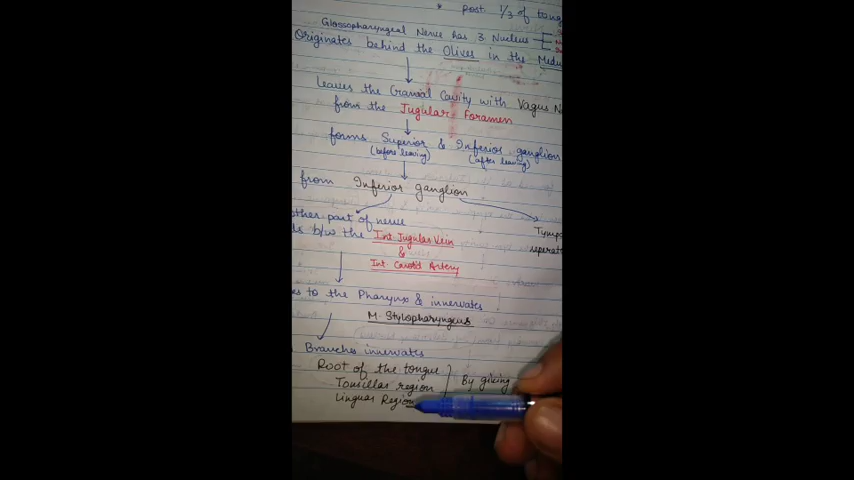 * post. 1/3 of tong
Glossopharyngeal Nerve has 3 Nucleus
Originates behind the Olives in the Medu
Leaves the Cranial Cavity with Vagus N
from the Jugular Foramen
forms Superior & Inferior ganglion
(before leaving) (after leaving)
from Inferior ganglion
other part of nerve
ds b/w the Int. Jugular Vein
&
Int. Carotid Artery
Tymp
seperat
es to the Pharynx & innervates
M. Stylopharyngeus
Branches innervates
Root of the tongue
Tonsillar region
Linguar Region
By giving